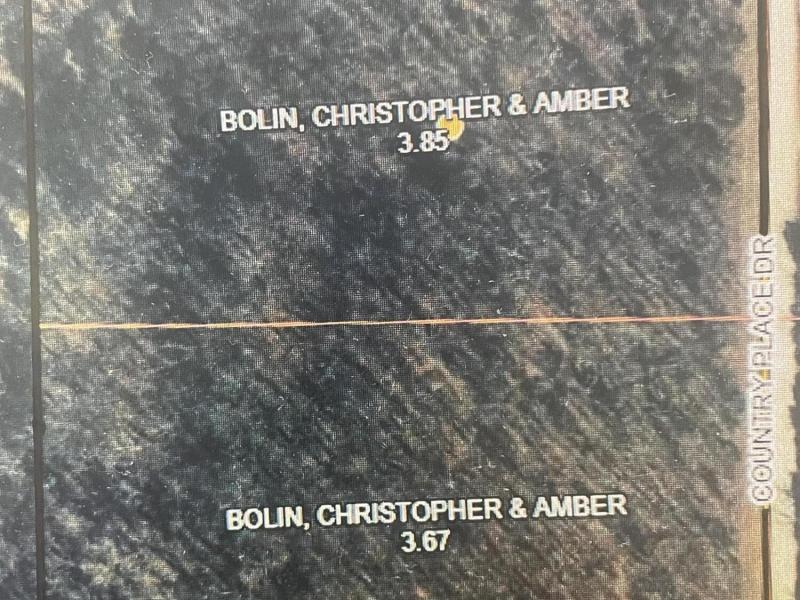 BOLIN, CHRISTOPHER & AMBER
3.85
COUNTRY PLACE DR
BOLIN, CHRISTOPHER & AMBER
3.67